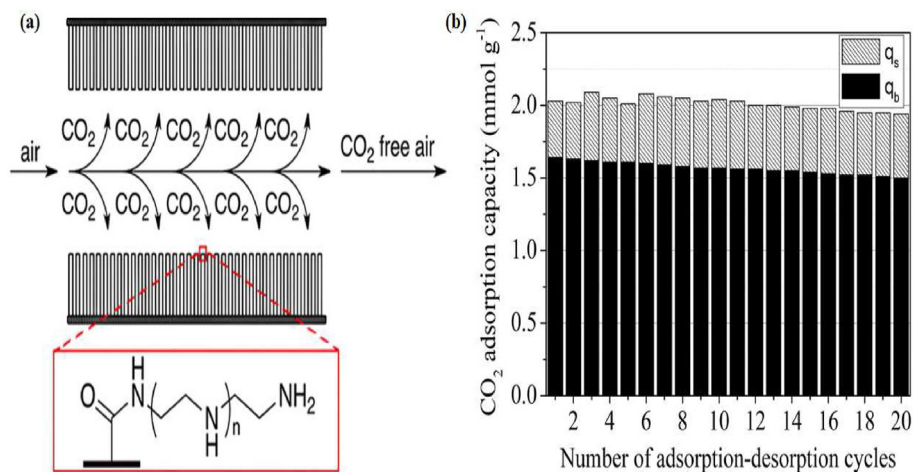 (a)
air
CO₂ CO₂ CO₂ CO₂ CO₂
CO₂ CO₂ CO₂ CO₂ CO₂
CO₂ free air
O
H
N
N
H
n
NH₂
(b)
CO₂ adsorption capacity (mmol g⁻¹)
2.5
2.0
1.5
1.0
0.5
0.0
qₛ
q_b
2 4 6 8 10 12 14 16 18 20
Number of adsorption-desorption cycles